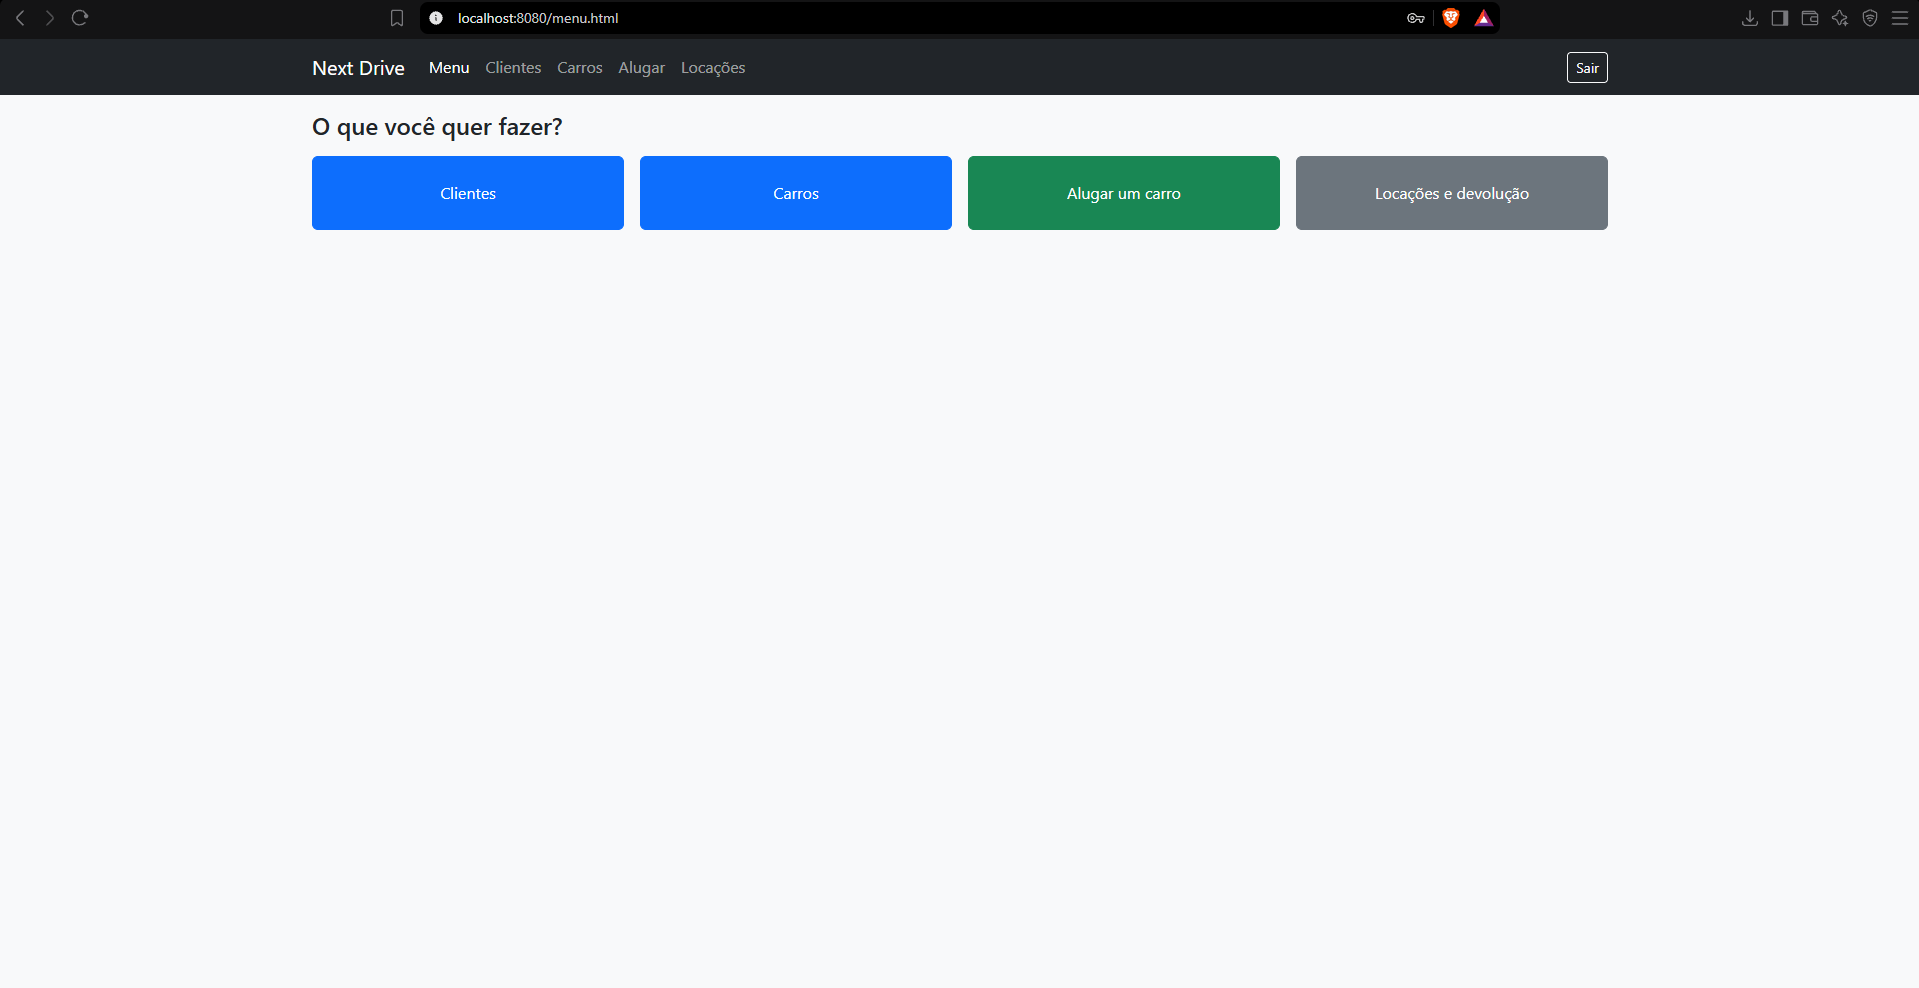 localhost:8080/menu.html
Next Drive Menu Clientes Carros Alugar Locações Sair
O que você quer fazer?
Clientes Carros Alugar um carro Locações e devolução